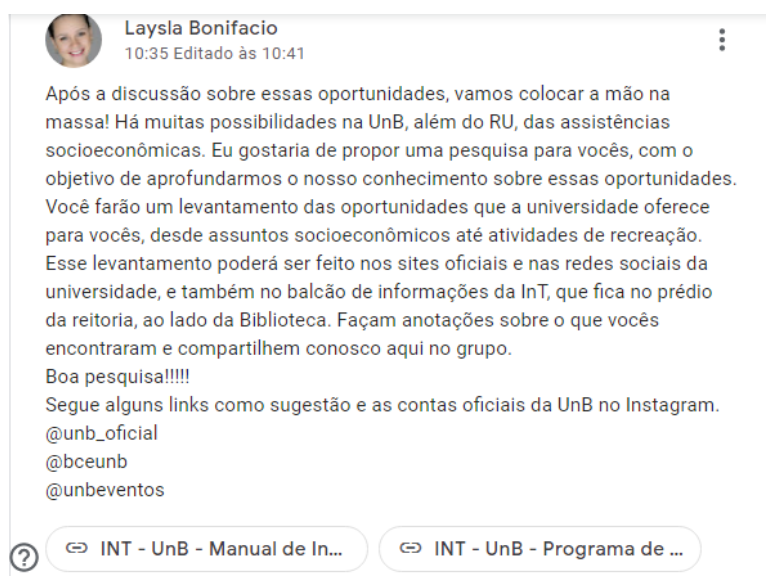 Laysla Bonifacio
10:35 Editado às 10:41
Após a discussão sobre essas oportunidades, vamos colocar a mão na
massa! Há muitas possibilidades na UnB, além do RU, das assistências
socioeconômicas. Eu gostaria de propor uma pesquisa para vocês, com o
objetivo de aprofundarmos o nosso conhecimento sobre essas oportunidades.
Você farão um levantamento das oportunidades que a universidade oferece
para vocês, desde assuntos socioeconômicos até atividades de recreação.
Esse levantamento poderá ser feito nos sites oficiais e nas redes sociais da
universidade, e também no balcão de informações da InT, que fica no prédio
da reitoria, ao lado da Biblioteca. Façam anotações sobre o que vocês
encontraram e compartilhem conosco aqui no grupo.
Boa pesquisa!!!!!
Segue alguns links como sugestão e as contas oficiais da UnB no Instagram.
@unb_oficial
@bceunb
@unbeventos
INT - UnB - Manual de In...
INT - UnB - Programa de ...